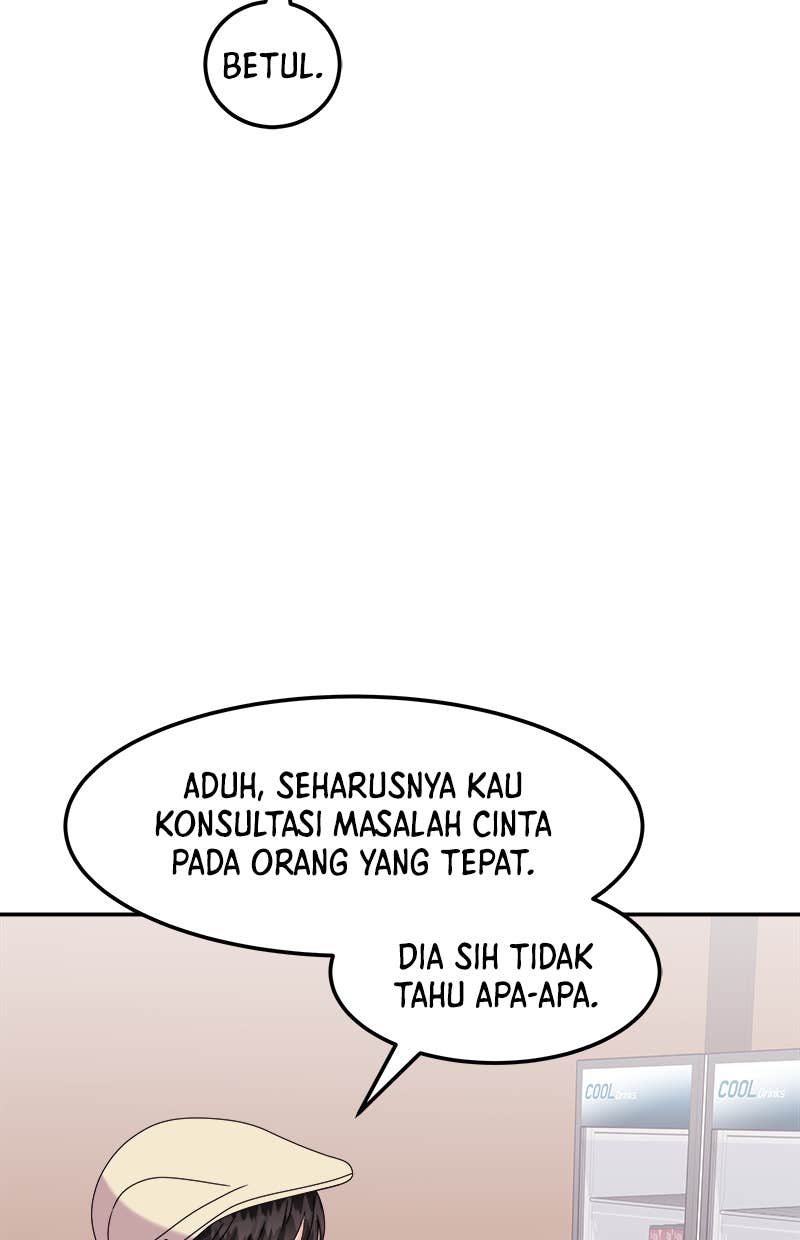 BETUL.
ADUH, SEHARUSNYA KAU
KONSULTASI MASALAH CINTA
PADA ORANG YANG TEPAT.
DIA SIH TIDAK
TAHU APA-APA.
COOL Drinks
COOL Drinks